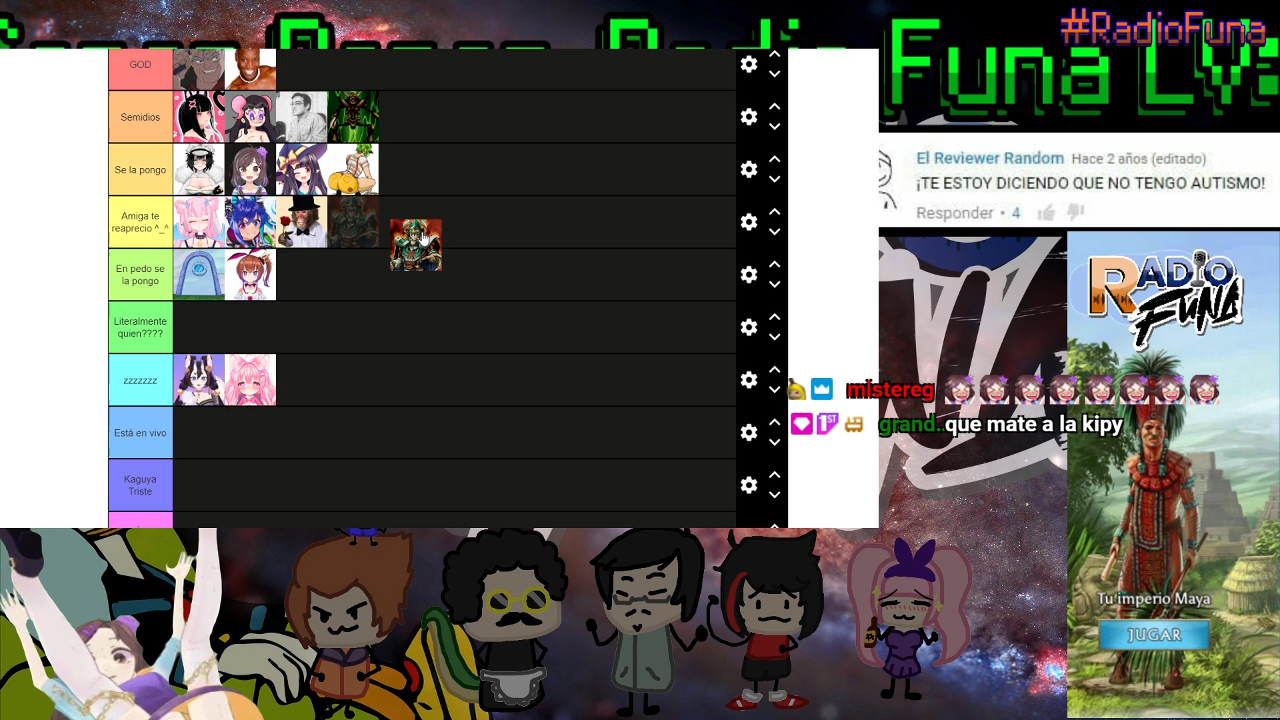 Radio Funa LV:
#RadioFuna
GOD
Semidios
Se la pongo
Amiga te
reaprecio ^_^
En pedo se
la pongo
Literalmente
quien????
zzzzzzz
Está en vivo
Kaguya
Triste
El Reviewer Random Hace 2 años (editado)
¡TE ESTOY DICIENDO QUE NO TENGO AUTISMO!
Responder • 4
RADIO
FUNA
mistereg
1ST grand..que mate a la kipy
Tu imperio Maya
JUGAR